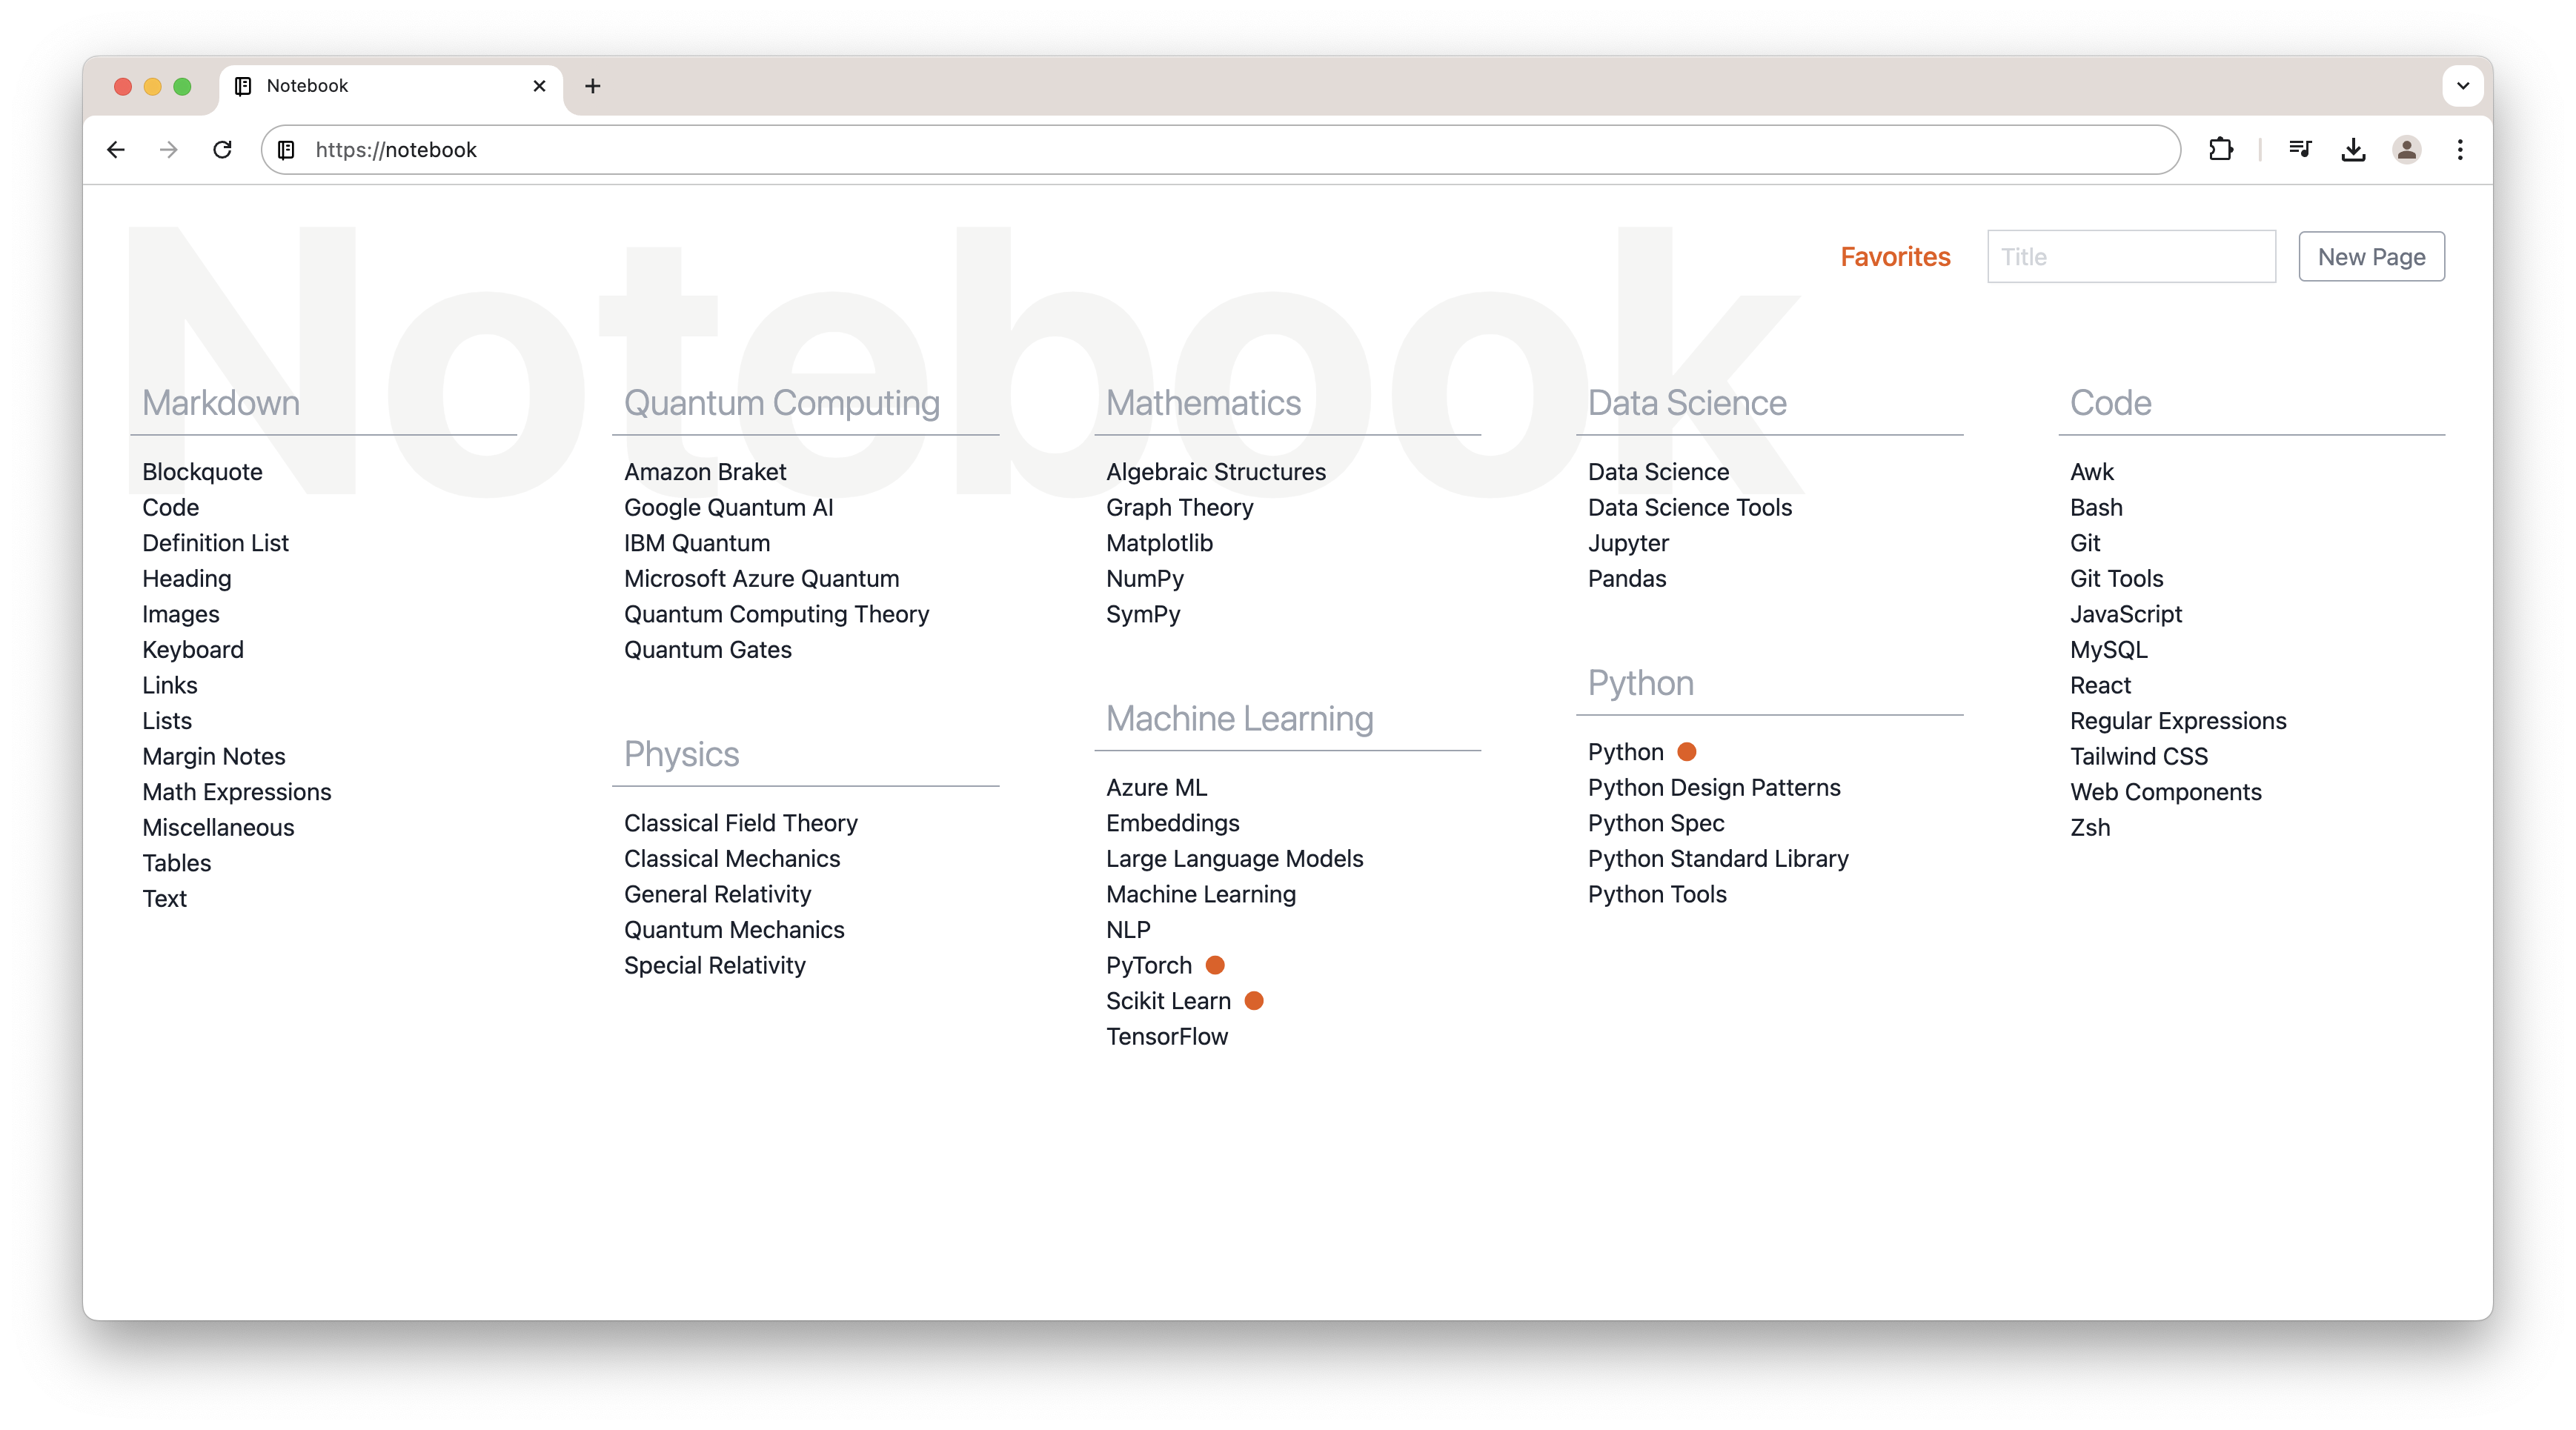 Notebook
https://notebook
Notebook
Favorites
Title
New Page
Markdown
Blockquote
Code
Definition List
Heading
Images
Keyboard
Links
Lists
Margin Notes
Math Expressions
Miscellaneous
Tables
Text
Quantum Computing
Amazon Braket
Google Quantum AI
IBM Quantum
Microsoft Azure Quantum
Quantum Computing Theory
Quantum Gates
Physics
Classical Field Theory
Classical Mechanics
General Relativity
Quantum Mechanics
Special Relativity
Mathematics
Algebraic Structures
Graph Theory
Matplotlib
NumPy
SymPy
Machine Learning
Azure ML
Embeddings
Large Language Models
Machine Learning
NLP
PyTorch
Scikit Learn
TensorFlow
Data Science
Data Science
Data Science Tools
Jupyter
Pandas
Python
Python
Python Design Patterns
Python Spec
Python Standard Library
Python Tools
Code
Awk
Bash
Git
Git Tools
JavaScript
MySQL
React
Regular Expressions
Tailwind CSS
Web Components
Zsh